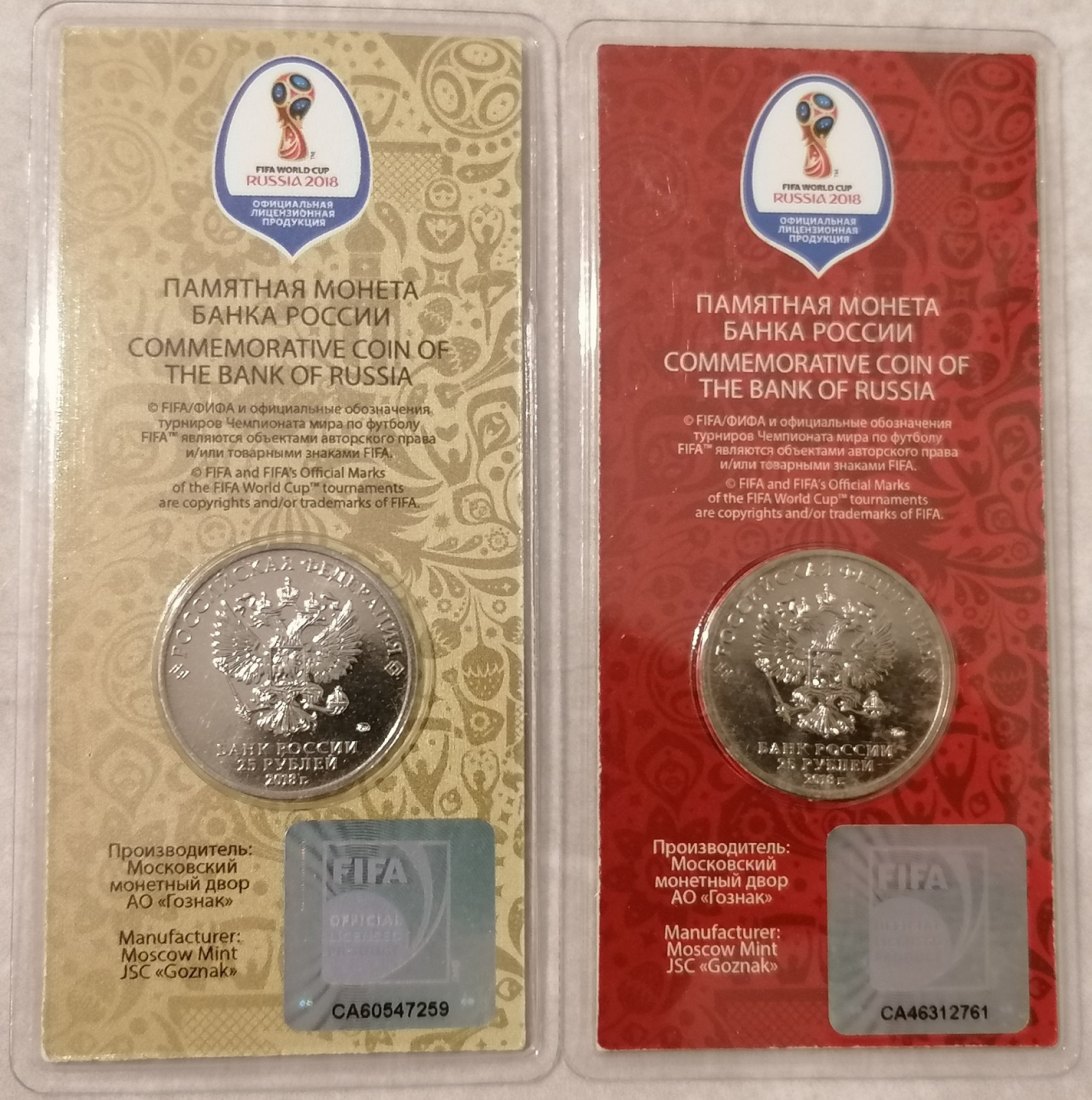 FIFA WORLD CUP
RUSSIA 2018
ОФИЦИАЛЬНАЯ
ЛИЦЕНЗИОННАЯ
ПРОДУКЦИЯ
ПАМЯТНАЯ МОНЕТА
БАНКА РОССИИ
COMMEMORATIVE COIN OF
THE BANK OF RUSSIA
© FIFA/ФИФА и официальные обозначения
турниров Чемпионата мира по футболу
FIFA™ являются объектами авторского права
и/или товарными знаками FIFA.
© FIFA and FIFA's Official Marks
of the FIFA World Cup™ tournaments
are copyrights and/or trademarks of FIFA.
РОССИЙСКАЯ ФЕДЕРАЦИЯ
БАНК РОССИИ
25 РУБЛЕЙ
2018 г.
Производитель:
Московский
монетный двор
АО «Гознак»
Manufacturer:
Moscow Mint
JSC «Goznak»
FIFA
OFFICIAL
LICENSED
CA60547259
FIFA WORLD CUP
RUSSIA 2018
ОФИЦИАЛЬНАЯ
ЛИЦЕНЗИОННАЯ
ПРОДУКЦИЯ
ПАМЯТНАЯ МОНЕТА
БАНКА РОССИИ
COMMEMORATIVE COIN OF
THE BANK OF RUSSIA
© FIFA/ФИФА и официальные обозначения
турниров Чемпионата мира по футболу
FIFA™ являются объектами авторского права
и/или товарными знаками FIFA.
© FIFA and FIFA's Official Marks
of the FIFA World Cup™ tournaments
are copyrights and/or trademarks of FIFA.
РОССИЙСКАЯ ФЕДЕРАЦИЯ
БАНК РОССИИ
25 РУБЛЕЙ
2018 г.
Производитель:
Московский
монетный двор
АО «Гознак»
Manufacturer:
Moscow Mint
JSC «Goznak»
FIFA
CA46312761